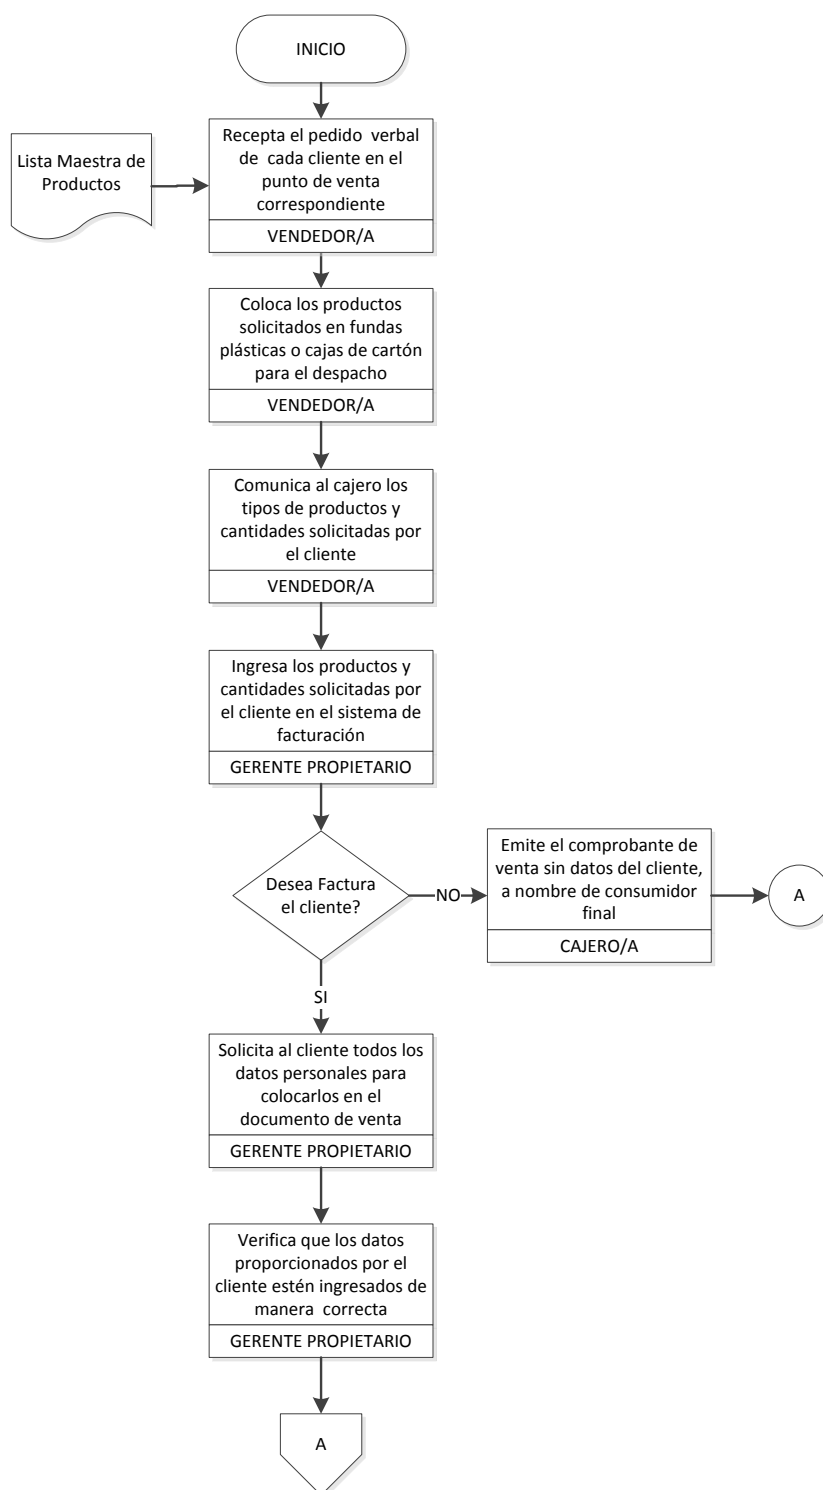 INICIO
Lista Maestra de
Productos
Recepta el pedido verbal
de cada cliente en el
punto de venta
correspondiente
VENDEDOR/A
Coloca los productos
solicitados en fundas
plásticas o cajas de cartón
para el despacho
VENDEDOR/A
Comunica al cajero los
tipos de productos y
cantidades solicitadas por
el cliente
VENDEDOR/A
Ingresa los productos y
cantidades solicitadas por
el cliente en el sistema de
facturación
GERENTE PROPIETARIO
Desea Factura
el cliente?
NO
Emite el comprobante de
venta sin datos del cliente,
a nombre de consumidor
final
CAJERO/A
A
SI
Solicita al cliente todos los
datos personales para
colocarlos en el
documento de venta
GERENTE PROPIETARIO
Verifica que los datos
proporcionados por el
cliente estén ingresados de
manera correcta
GERENTE PROPIETARIO
A